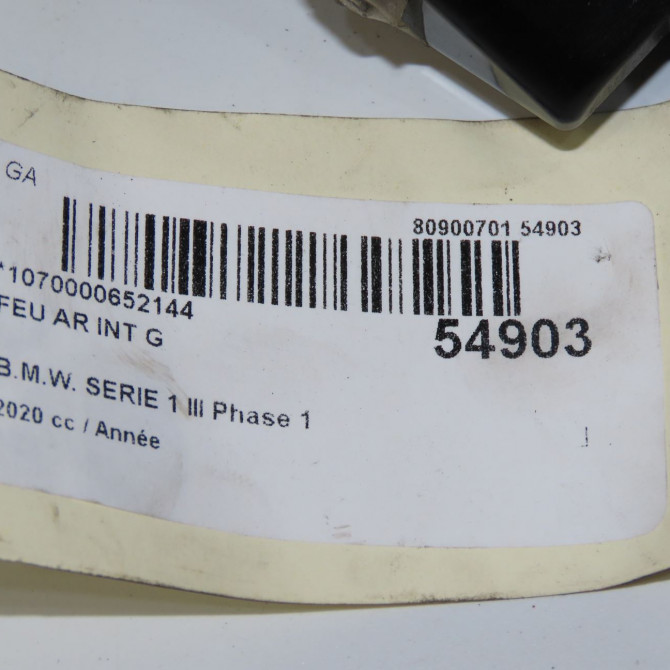 GA
80900701 54903
*1070000652144
FEU AR INT G
54903
B.M.W. SERIE 1 III Phase 1
2020 cc / Année